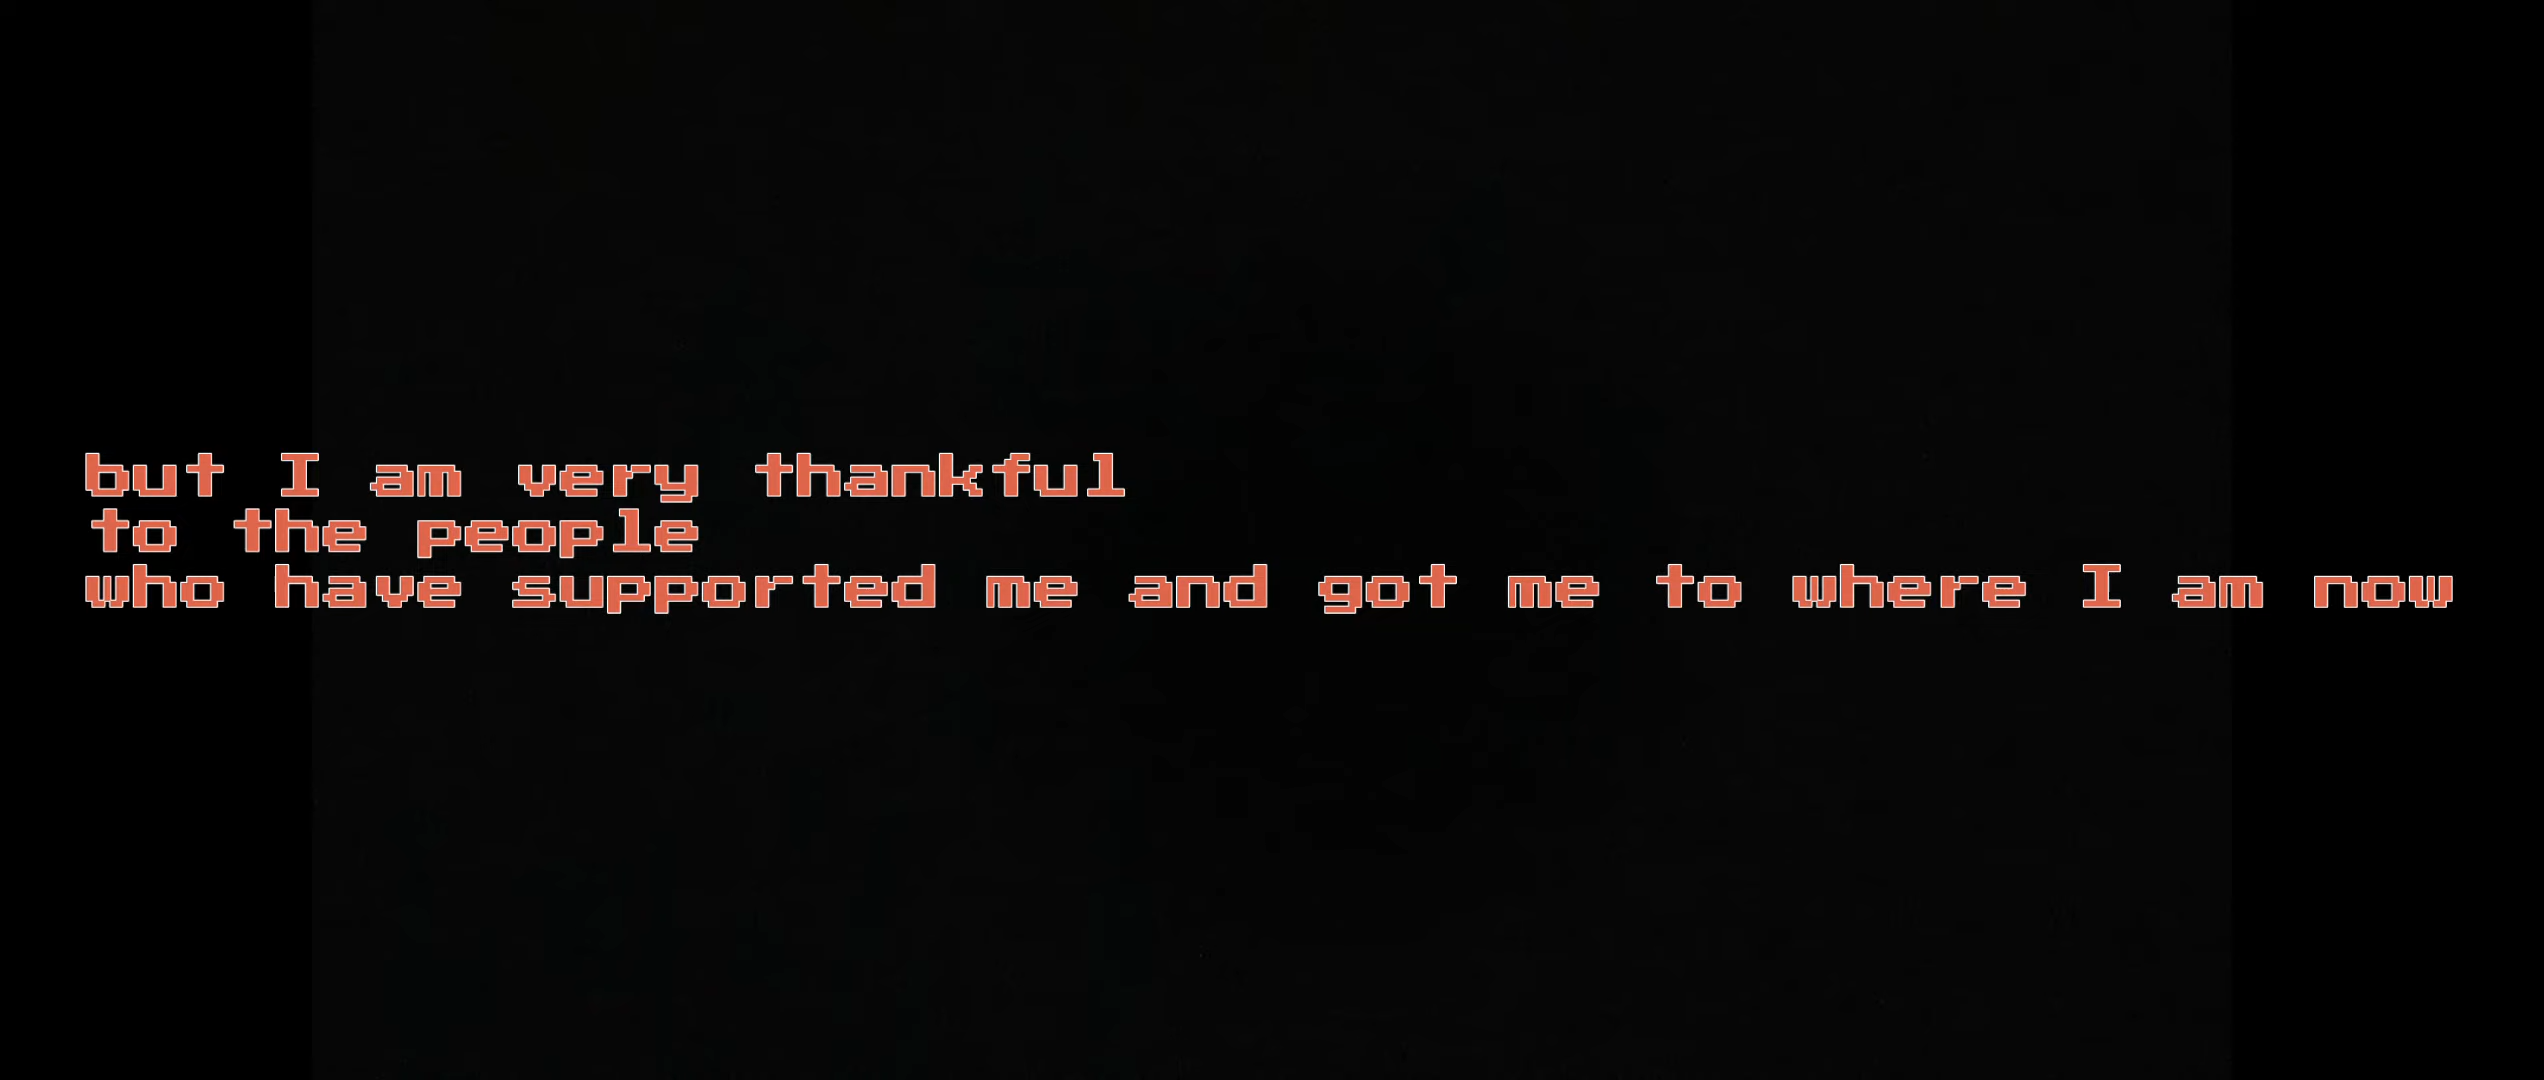 but I am very thankful
to the people
who have supported me and got me to where I am now